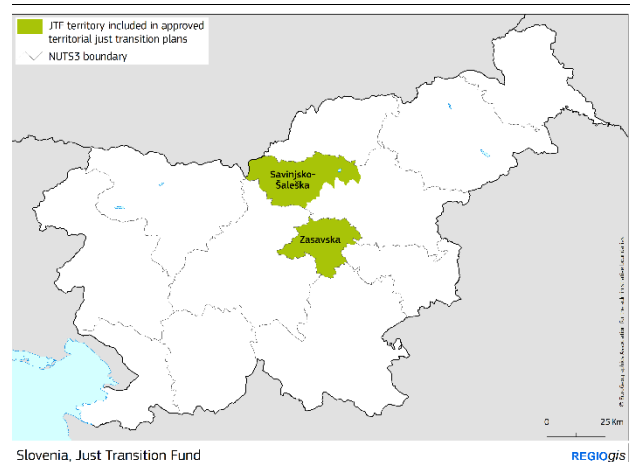 JTF territory included in approved
territorial just transition plans
NUTS3 boundary
Savinjsko-
Šaleška
Zasavska
0 25 Km
Slovenia, Just Transition Fund
REGIOgis